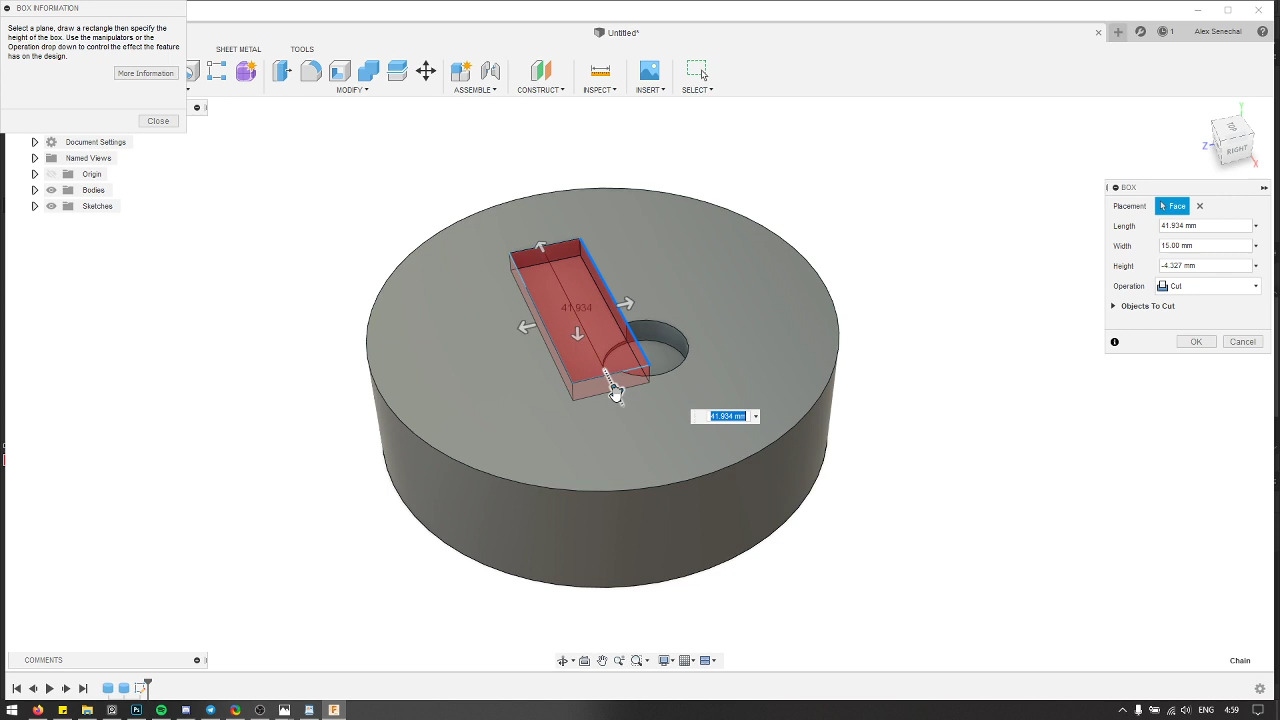 BOX INFORMATION
Select a plane, draw a rectangle then specify the
height of the box. Use the manipulators or the
Operation drop down to control the effect the feature
has on the design.
More Information
Close
Untitled*
1
Alex Senechal
SHEET METAL
TOOLS
MODIFY
ASSEMBLE
CONSTRUCT
INSPECT
INSERT
SELECT
Document Settings
Named Views
Origin
Bodies
Sketches
Y
Z
X
RIGHT
BOX
Placement
Face
Length
41.934 mm
Width
15.00 mm
Height
-4.327 mm
Operation
Cut
Objects To Cut
OK
Cancel
41.934
41.934 mm
COMMENTS
Chain
ENG
4:59